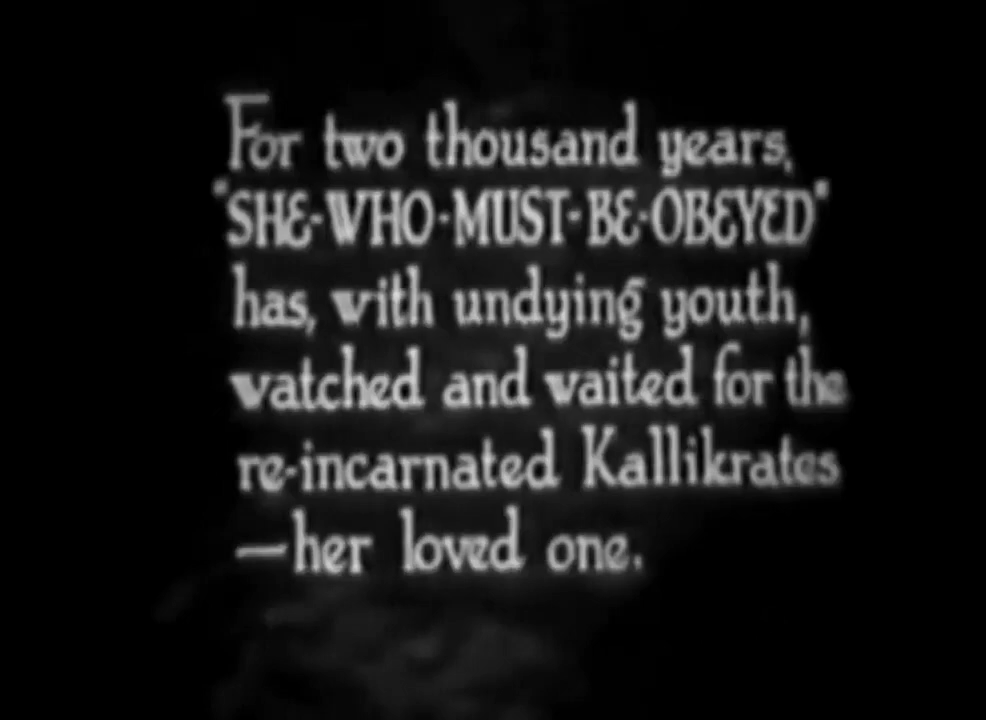 For two thousand years,
"SHE-WHO-MUST-BE-OBEYED"
has, with undying youth,
watched and waited for the
re-incarnated Kallikrates
—her loved one.